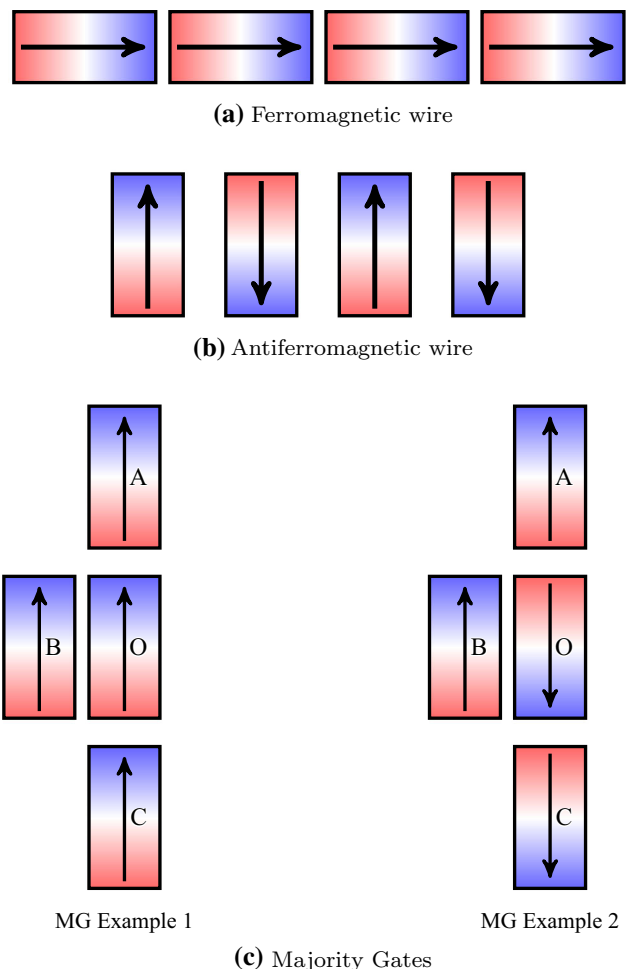 (a) Ferromagnetic wire
(b) Antiferromagnetic wire
A A
B O B O
C C
MG Example 1 MG Example 2
(c) Majority Gates